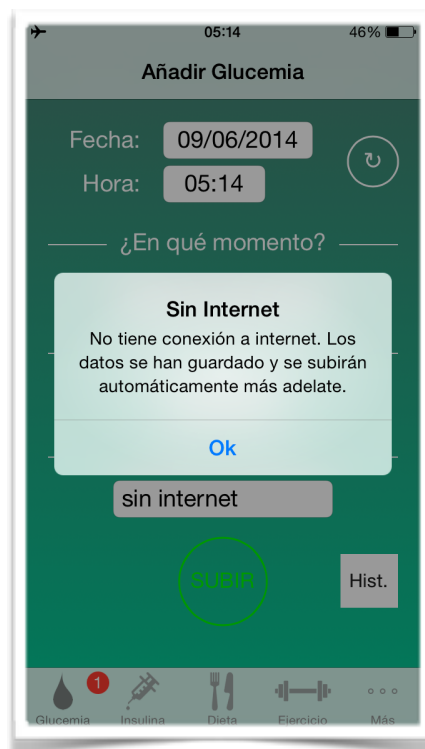 05:14
46%
Añadir Glucemia
Fecha: 09/06/2014
Hora: 05:14
¿En qué momento?
Sin Internet
No tiene conexión a internet. Los
datos se han guardado y se subirán
automáticamente más adelate.
Ok
sin internet
SUBIR
Hist.
1
Glucemia Insulina Dieta Ejercicio Más